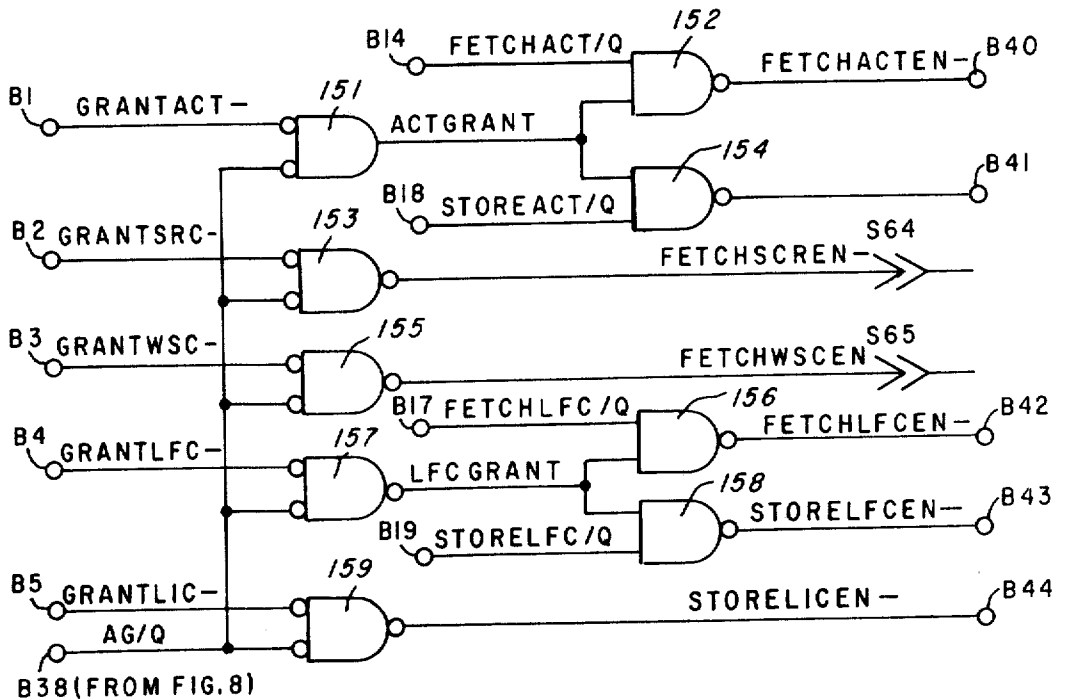 152
B14 FETCHACT/Q
FETCHACTEN- B40
B1 GRANTACT- 151
ACTGRANT
154
B41
B18 STOREACT/Q
B2 GRANTSRC- 153
FETCHSCREN- S64
B3 GRANTWSC- 155
FETCHWSCEN S65
B17 FETCHLFC/Q 156
FETCHLFCEN- B42
B4 GRANTLFC- 157
LFCGRANT
158
STORELFCEN- B43
B19 STORELFC/Q
B5 GRANTLIC- 159
STORELICEN- B44
AG/Q
B38(FROM FIG.8)